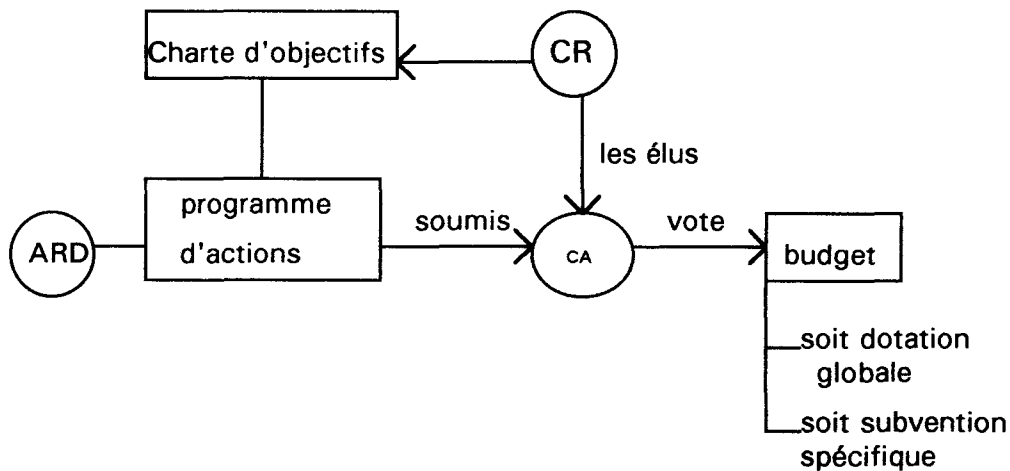 Charte d'objectifs
CR
les élus
ARD
programme
d'actions
soumis
CA
vote
budget
soit dotation
globale
soit subvention
spécifique